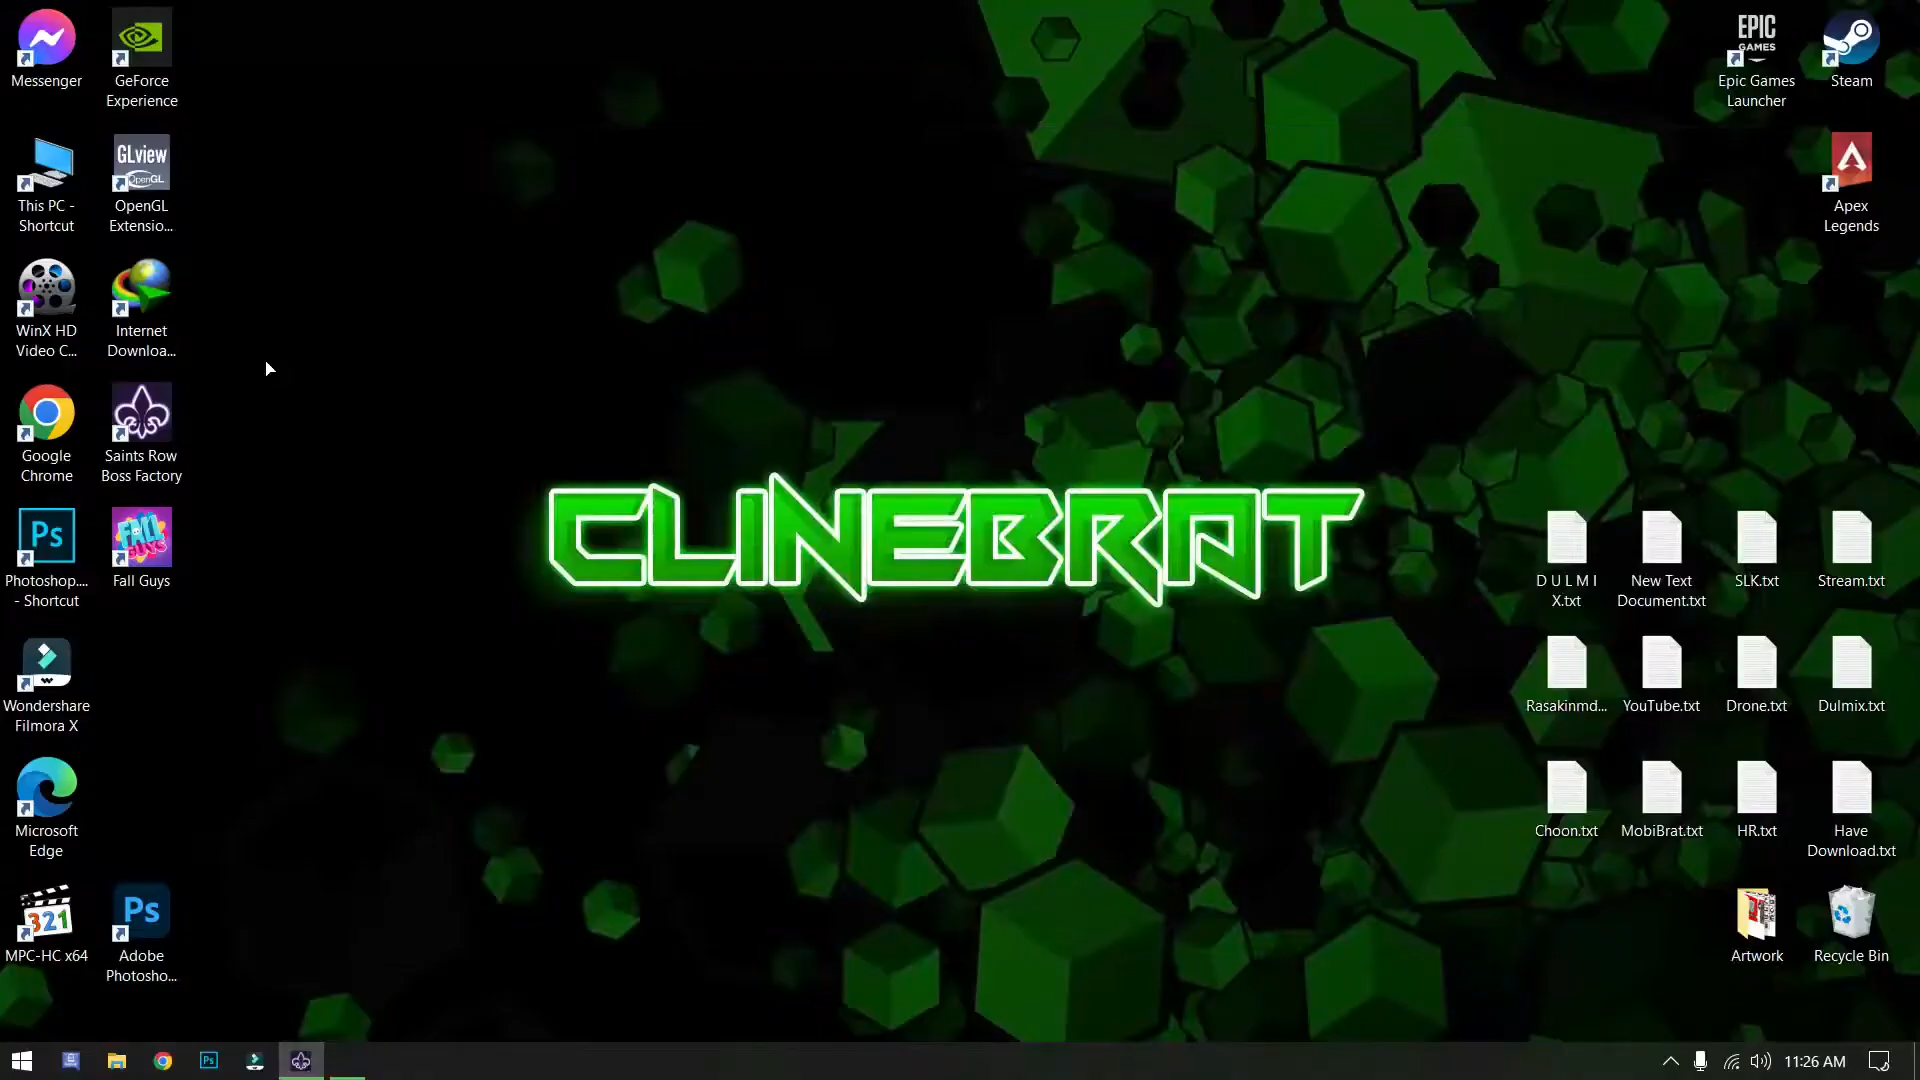 Messenger
GeForce
Experience
GLview
OpenGL
This PC -
Shortcut
OpenGL
Extensio...
WinX HD
Video C...
Internet
Downloa...
Google
Chrome
Saints Row
Boss Factory
Ps
Photoshop....
- Shortcut
FALL
GUYS
Fall Guys
Wondershare
Filmora X
Microsoft
Edge
321
MPC-HC x64
Ps
Adobe
Photosho...
CLINEBRAT
EPIC
GAMES
Epic Games
Launcher
Steam
Apex
Legends
D U L M I
X.txt
New Text
Document.txt
SLK.txt
Stream.txt
Rasakinmd...
YouTube.txt
Drone.txt
Dulmix.txt
Choon.txt
MobiBrat.txt
HR.txt
Have
Download.txt
Artwork
Recycle Bin
Ps
11:26 AM